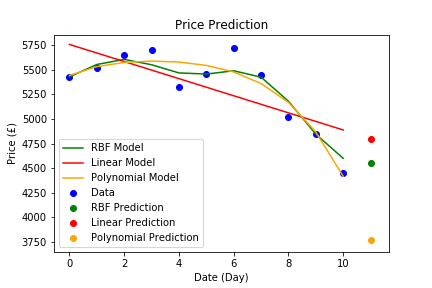 Price Prediction
Price (£)
5750
5500
5250
5000
4750
4500
4250
4000
3750
RBF Model
Linear Model
Polynomial Model
Data
RBF Prediction
Linear Prediction
Polynomial Prediction
0 2 4 6 8 10
Date (Day)